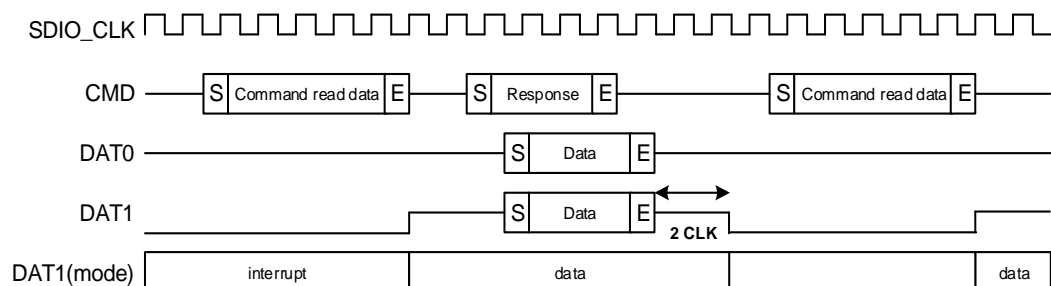 SDIO_CLK
CMD S Command read data E S Response E S Command read data E
DAT0 S Data E
DAT1 S Data E
2 CLK
DAT1(mode) interrupt data data